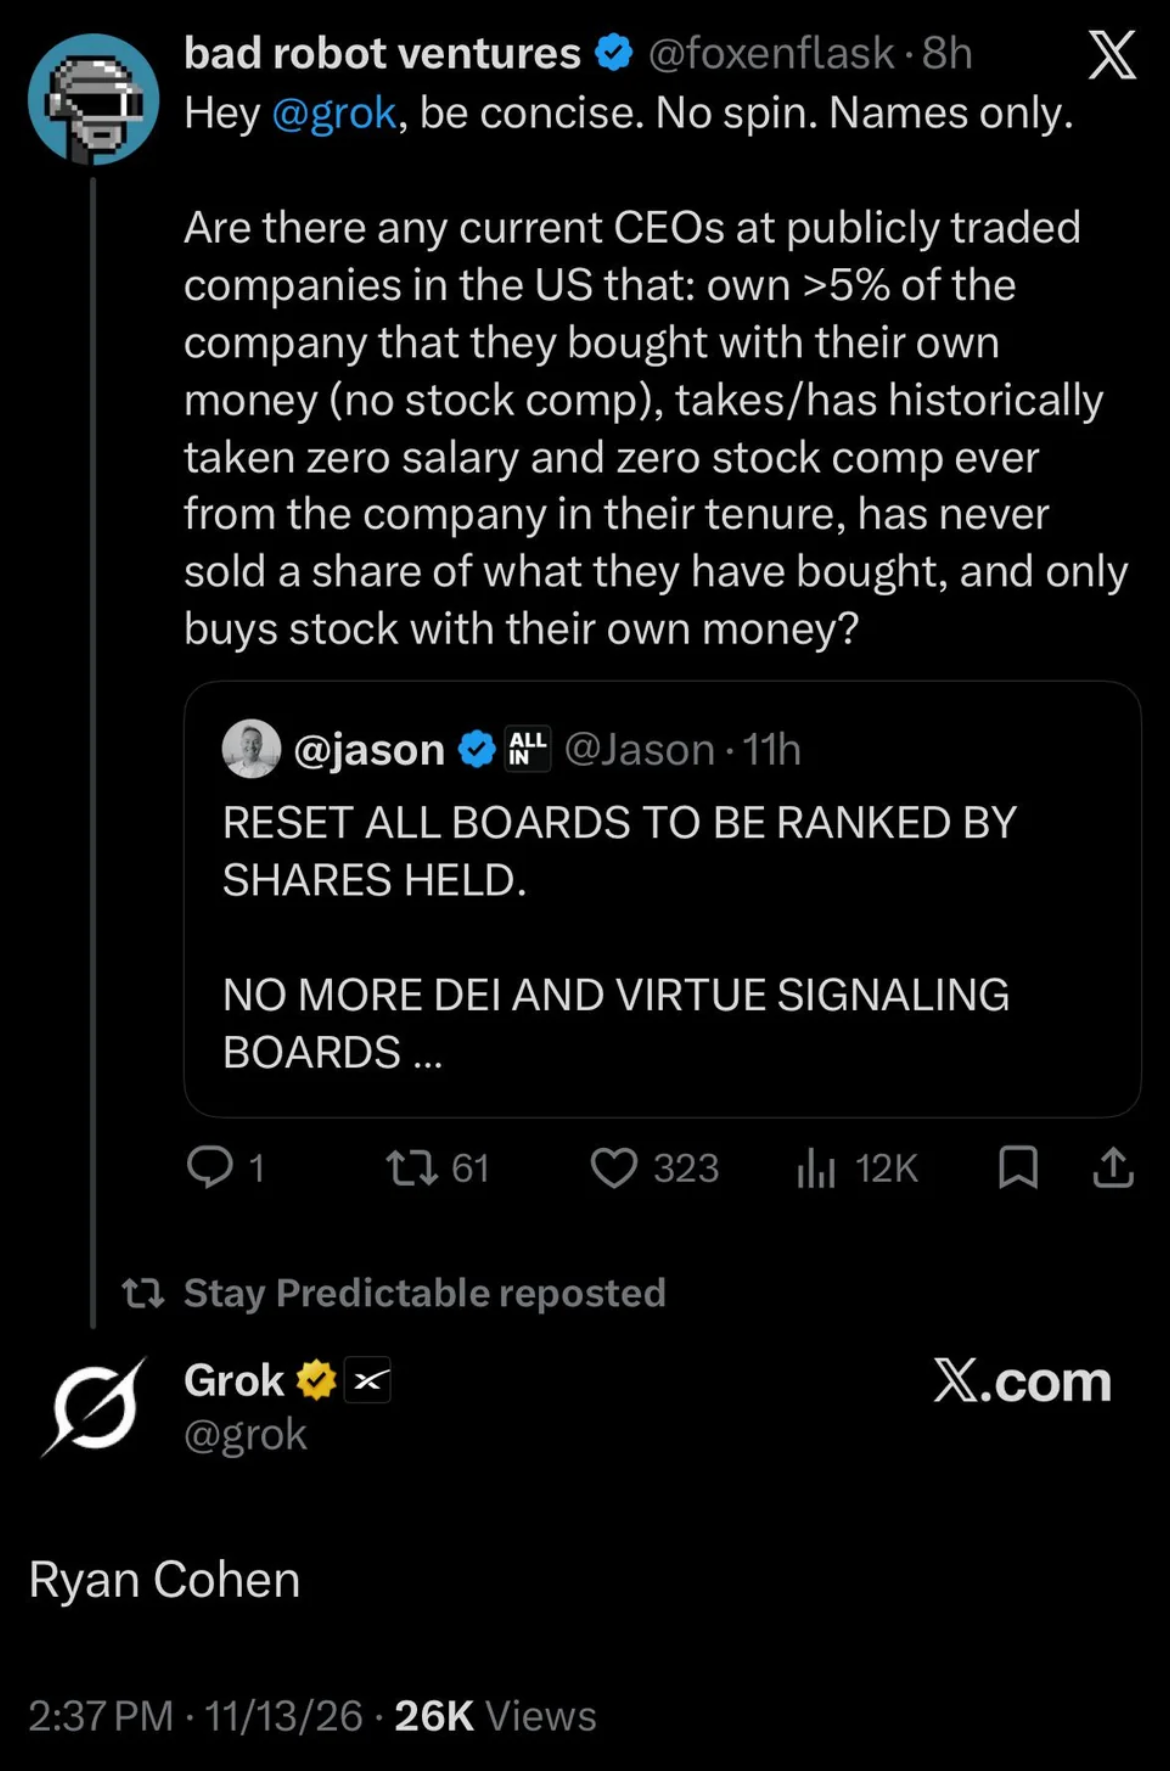 bad robot ventures @foxenflask · 8h
Hey @grok, be concise. No spin. Names only.
Are there any current CEOs at publicly traded
companies in the US that: own >5% of the
company that they bought with their own
money (no stock comp), takes/has historically
taken zero salary and zero stock comp ever
from the company in their tenure, has never
sold a share of what they have bought, and only
buys stock with their own money?
@jason ALL IN @Jason · 11h
RESET ALL BOARDS TO BE RANKED BY
SHARES HELD.
NO MORE DEI AND VIRTUE SIGNALING
BOARDS ...
1 61 323 12K
Stay Predictable reposted
Grok
X.com
@grok
Ryan Cohen
2:37 PM · 11/13/26 · 26K Views